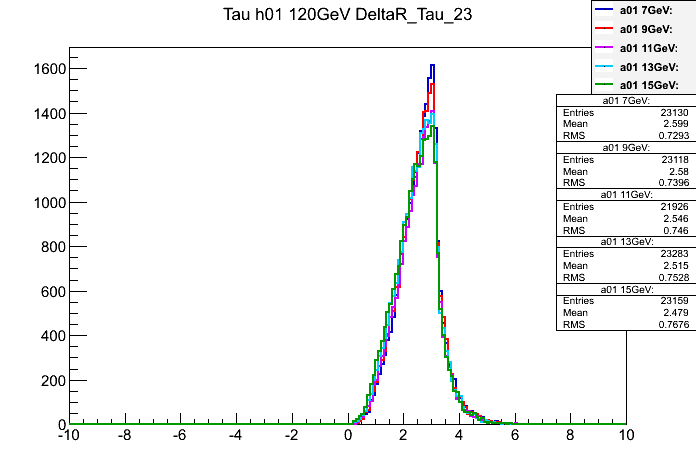 Tau h01 120GeV DeltaR_Tau_23
a01 7GeV:
a01 9GeV:
a01 11GeV:
a01 13GeV:
a01 15GeV:
a01 7GeV:
Entries 23130
Mean 2.599
RMS 0.7293
a01 9GeV:
Entries 23118
Mean 2.58
RMS 0.7396
a01 11GeV:
Entries 21926
Mean 2.546
RMS 0.746
a01 13GeV:
Entries 23283
Mean 2.515
RMS 0.7528
a01 15GeV:
Entries 23159
Mean 2.479
RMS 0.7676
1600
1400
1200
1000
800
600
400
200
0
-10 -8 -6 -4 -2 0 2 4 6 8 10